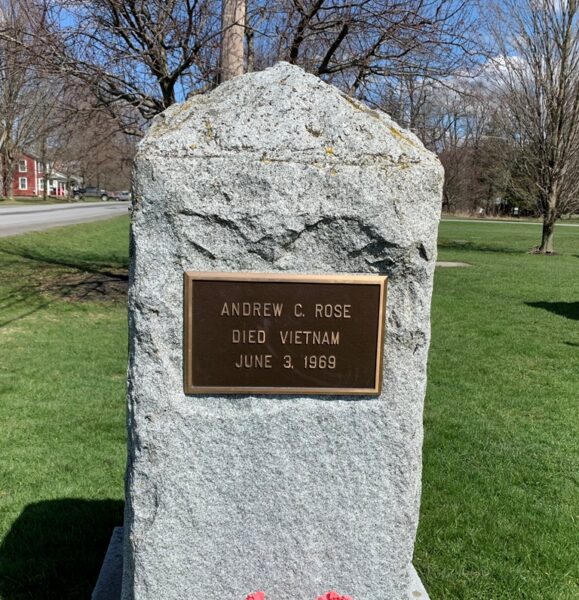 ANDREW C. ROSE
DIED VIETNAM
JUNE 3, 1969